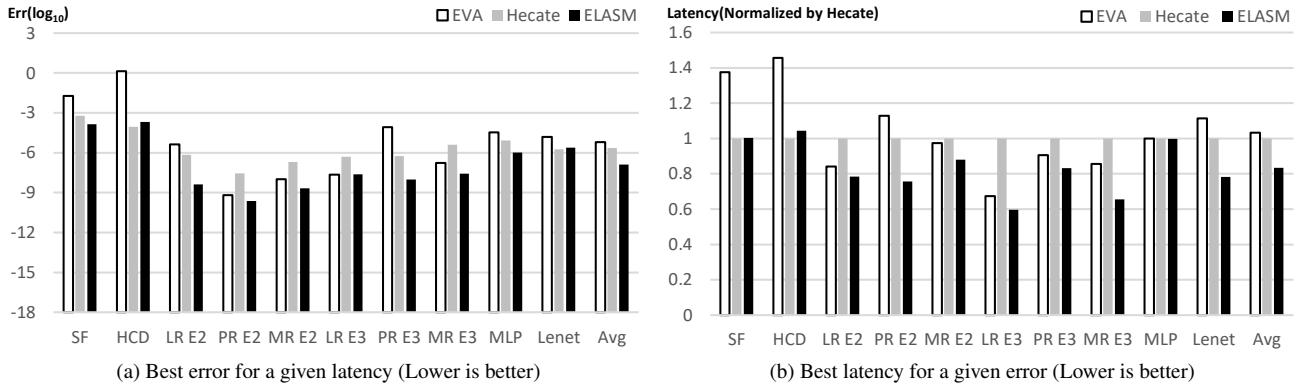 Err(log10)
EVA Hecate ELASM
3
0
-3
-6
-9
-12
-15
-18
SF HCD LR E2 PR E2 MR E2 LR E3 PR E3 MR E3 MLP Lenet Avg
(a) Best error for a given latency (Lower is better)
Latency(Normalized by Hecate)
EVA Hecate ELASM
1.6
1.4
1.2
1
0.8
0.6
0.4
0.2
0
SF HCD LR E2 PR E2 MR E2 LR E3 PR E3 MR E3 MLP Lenet Avg
(b) Best latency for a given error (Lower is better)